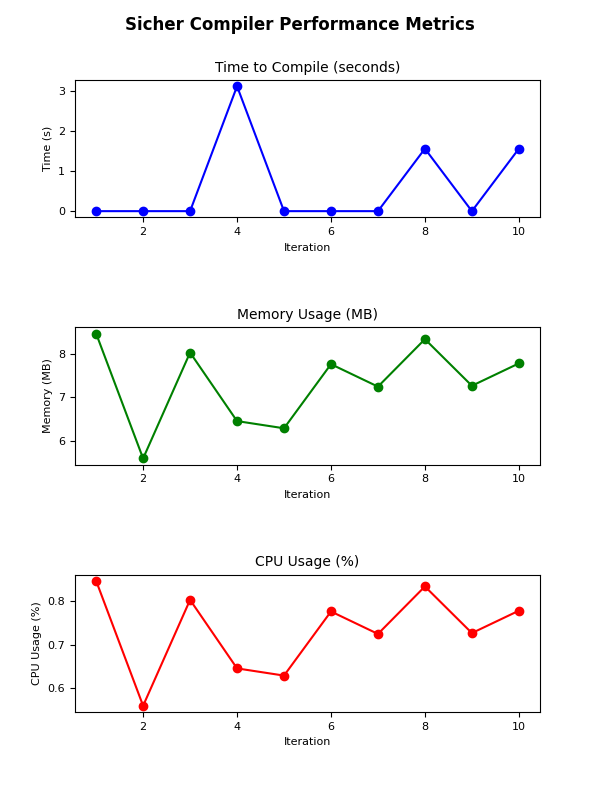 Sicher Compiler Performance Metrics
Time to Compile (seconds)
3
2
1
0
Time (s)
2 4 6 8 10
Iteration
Memory Usage (MB)
8
7
6
Memory (MB)
2 4 6 8 10
Iteration
CPU Usage (%)
0.8
0.7
0.6
CPU Usage (%)
2 4 6 8 10
Iteration